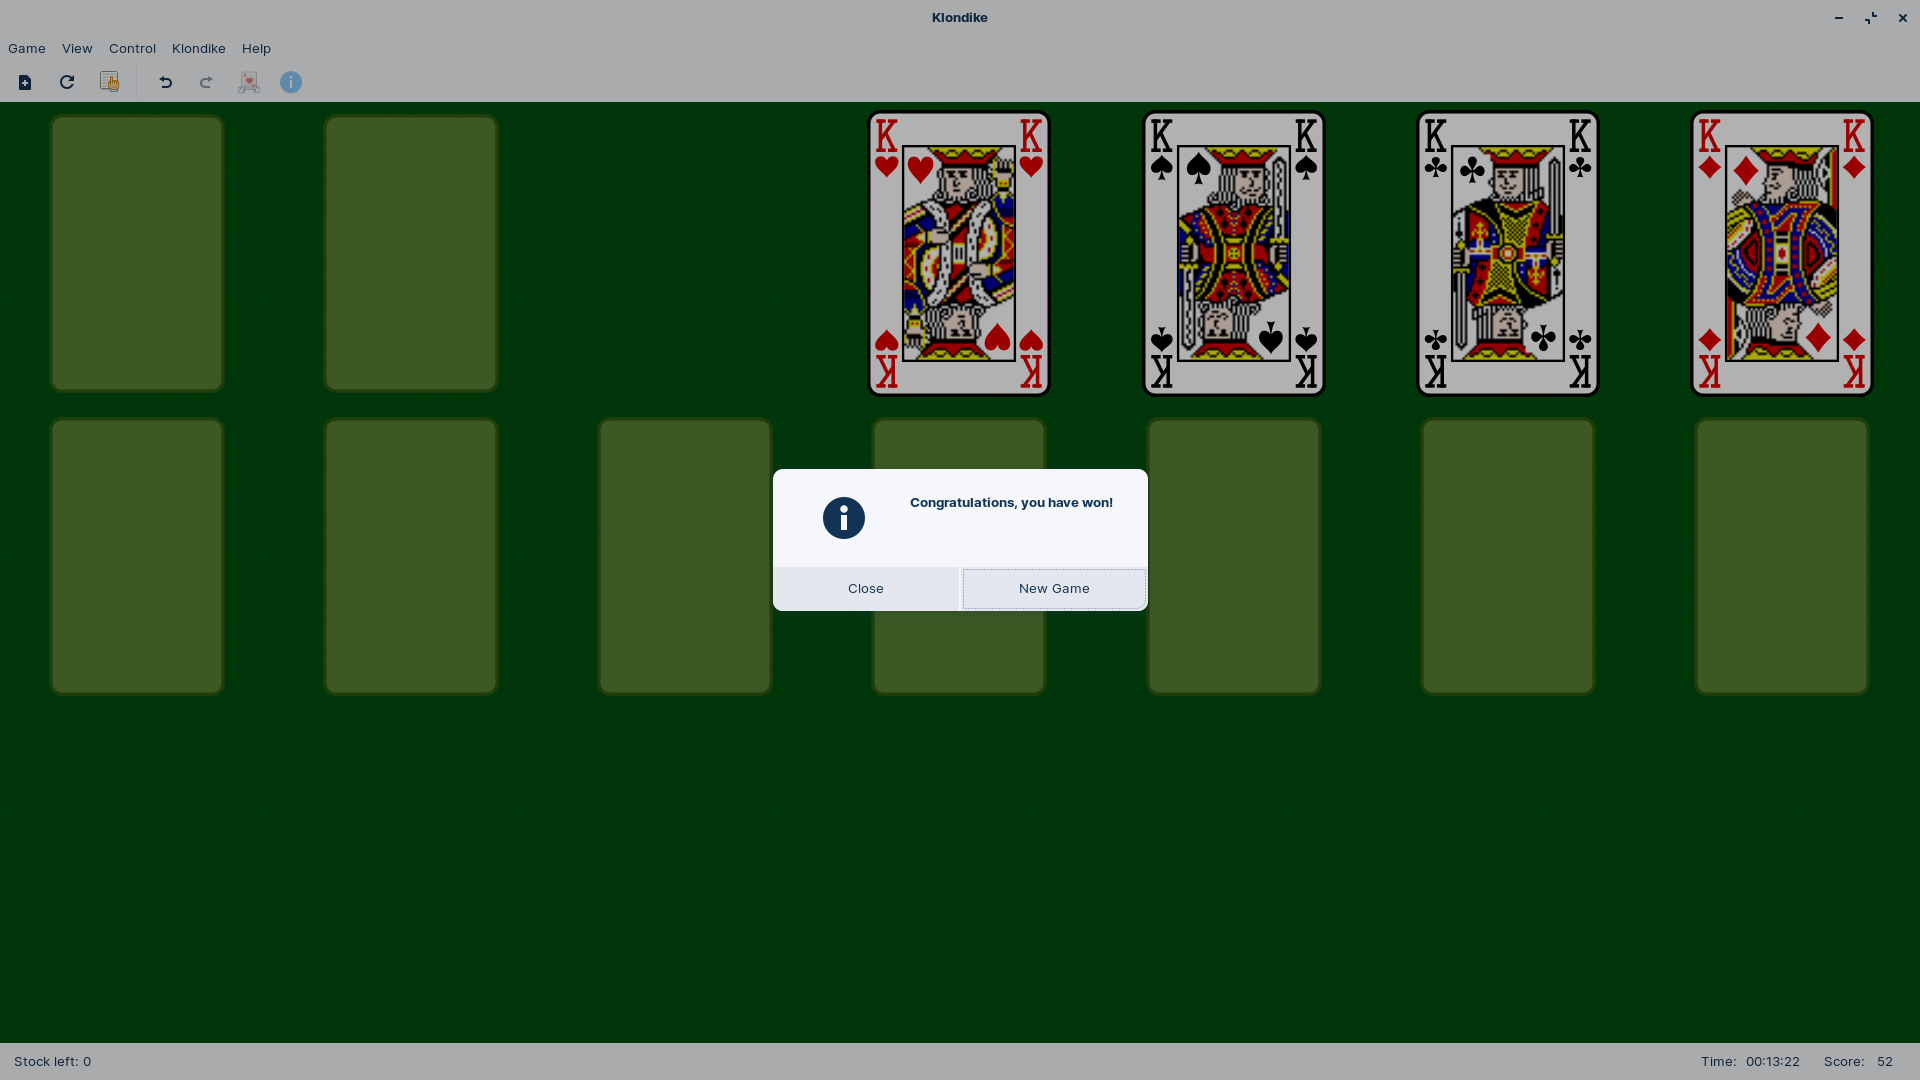 Klondike
Game View Control Klondike Help
K K K K K K K K
Congratulations, you have won!
Close New Game
K K K K K K K K
Stock left: 0 Time: 00:13:22 Score: 52